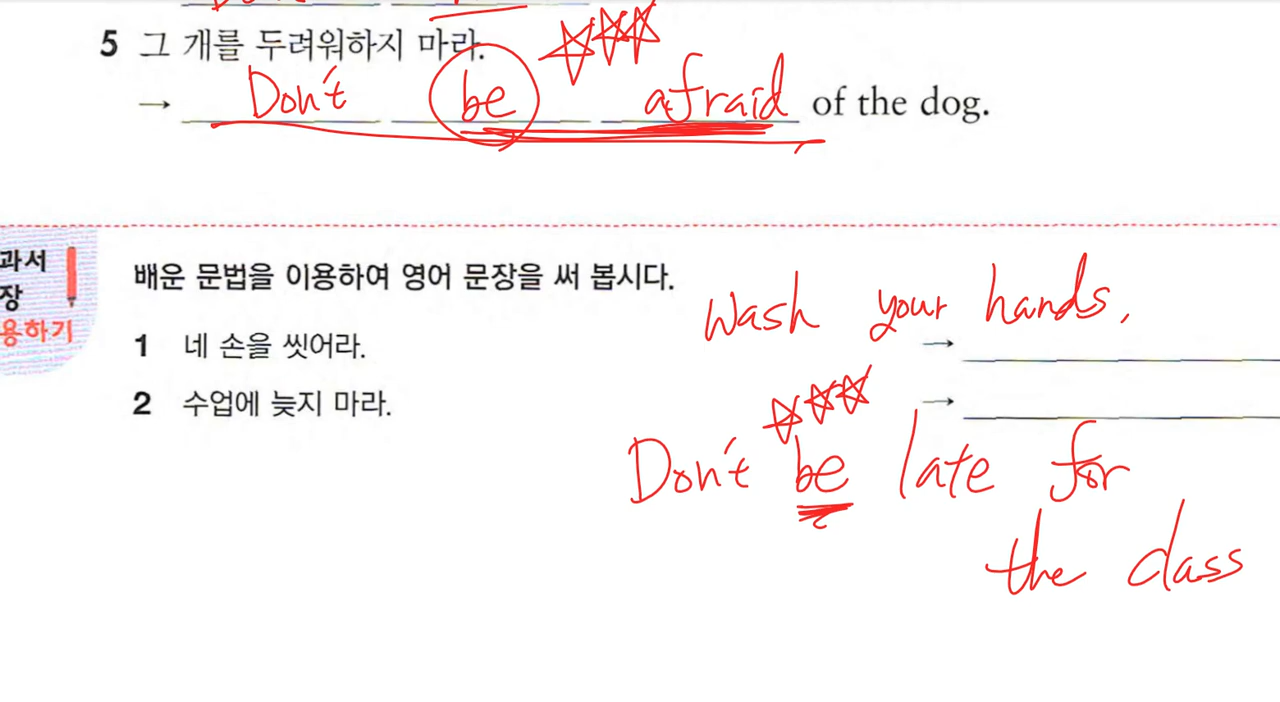 5 그 개를 두려워하지 마라.
→ Don't be afraid of the dog.
과서
장
용하기
배운 문법을 이용하여 영어 문장을 써 봅시다.
Wash your hands.
1 네 손을 씻어라. →
2 수업에 늦지 마라. →
Don't be late for
the class